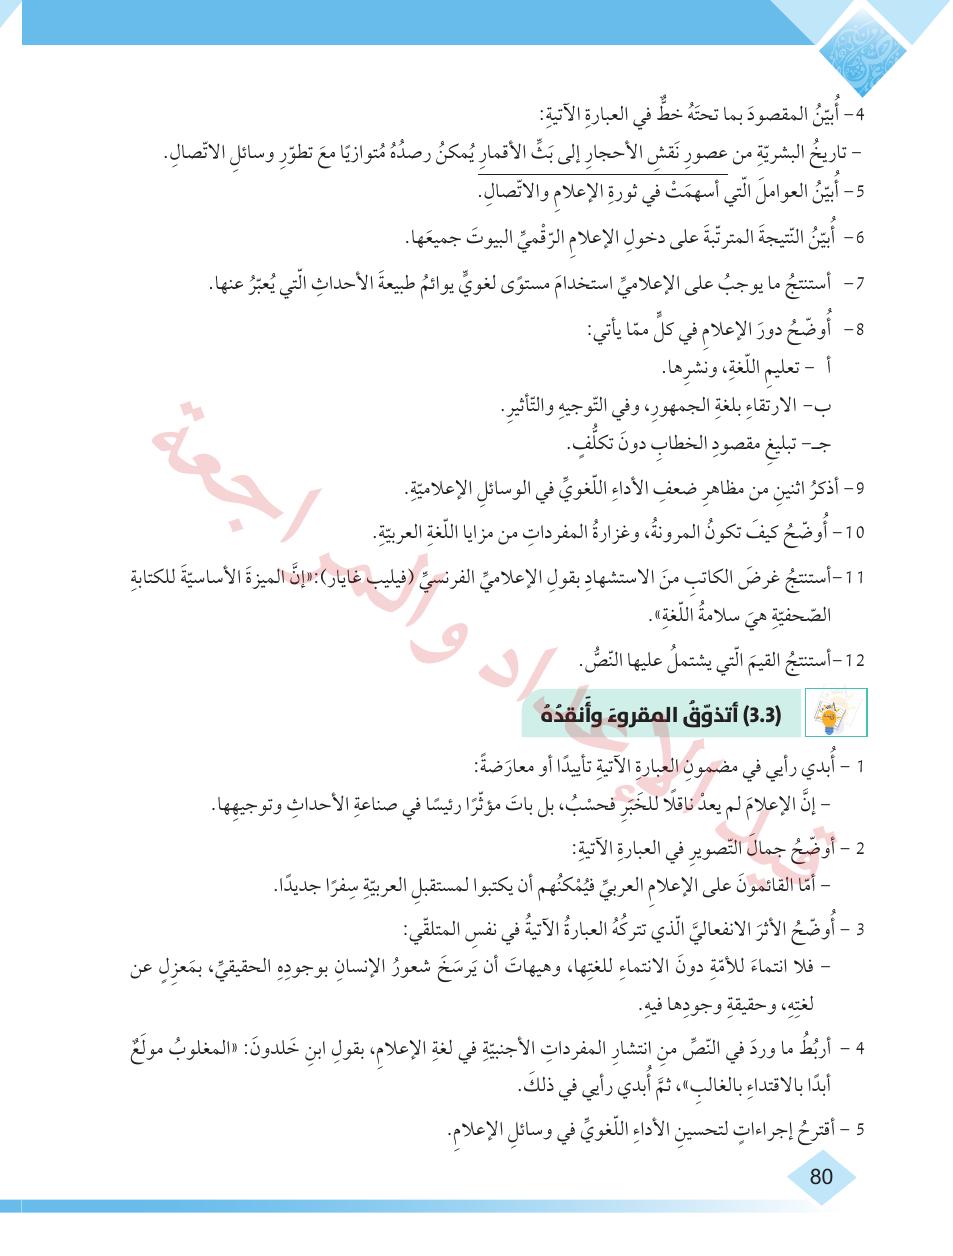 4– أُبيّنُ المقصودَ بما تحتَهُ خطٌّ في العبارةِ الآتيةِ:
– تاريخُ البشريّةِ من عصورِ نَقشِ الأحجارِ إلى بَثِّ الأقمارِ يُمكنُ رصدُهُ مُتوازيًا معَ تطوّرِ وسائلِ الاتّصالِ.
5– أُبيّنُ العواملَ الّتي أسهمَتْ في ثورةِ الإعلامِ والاتّصالِ.
6– أُبيّنُ النّتيجةَ المترتّبةَ على دخولِ الإعلامِ الرّقْميِّ البيوتَ جميعَها.
7– أستنتجُ ما يوجبُ على الإعلاميِّ استخدامَ مستوًى لغويٍّ يوائمُ طبيعةَ الأحداثِ الّتي يُعبّرُ عنها.
8– أُوضّحُ دورَ الإعلامِ في كلٍّ ممّا يأتي:
أ – تعليمِ اللّغةِ، ونشرِها.
ب– الارتقاءِ بلغةِ الجمهورِ، وفي التّوجيهِ والتّأثيرِ.
جـ– تبليغِ مقصودِ الخطابِ دونَ تكلُّفٍ.
9– أذكرُ اثنينِ من مظاهرِ ضعفِ الأداءِ اللّغويِّ في الوسائلِ الإعلاميّةِ.
10– أُوضّحُ كيفَ تكونُ المرونةُ، وغزارةُ المفرداتِ من مزايا اللّغةِ العربيّةِ.
11–أستنتجُ غرضَ الكاتبِ منَ الاستشهادِ بقولِ الإعلاميِّ الفرنسيِّ (فيليب غايار):«إنَّ الميزةَ الأساسيّةَ للكتابةِ
الصّحفيّةِ هيَ سلامةُ اللّغةِ».
12–أستنتجُ القيمَ الّتي يشتملُ عليها النّصُّ.
(3.3) أتذوّقُ المقروءَ وأَنقدُهُ
1 – أُبدي رأيي في مضمونِ العبارةِ الآتيةِ تأييدًا أو معارَضةً:
– إنَّ الإعلامَ لم يعدْ ناقلًا للخَبَرِ فحسْبُ، بل باتَ مؤثّرًا رئيسًا في صناعةِ الأحداثِ وتوجيهِها.
2 – أوضّحُ جمالَ التّصويرِ في العبارةِ الآتيةِ:
– أمّا القائمونَ على الإعلامِ العربيِّ فيُمْكنُهم أن يكتبوا لمستقبلِ العربيّةِ سِفرًا جديدًا.
3 – أُوضّحُ الأثرَ الانفعاليَّ الّذي تتركُهُ العبارةُ الآتيةُ في نفسِ المتلقّي:
– فلا انتماءَ للأمّةِ دونَ الانتماءِ للغتِها، وهيهاتَ أن يَرسَخَ شعورُ الإنسانِ بوجودِهِ الحقيقيِّ، بمَعزِلٍ عن
لغتِهِ، وحقيقةِ وجودِها فيهِ.
4 – أربُطُ ما وردَ في النّصِّ منِ انتشارِ المفرداتِ الأجنبيّةِ في لغةِ الإعلامِ، بقولِ ابنِ خَلدونَ: «المغلوبُ مولَعٌ
أبدًا بالاقتداءِ بالغالبِ»، ثمَّ أُبدي رأيي في ذلكَ.
5 – أقترحُ إجراءاتٍ لتحسينِ الأداءِ اللّغويِّ في وسائلِ الإعلامِ.
قيد الإعداد والمراجعة
80